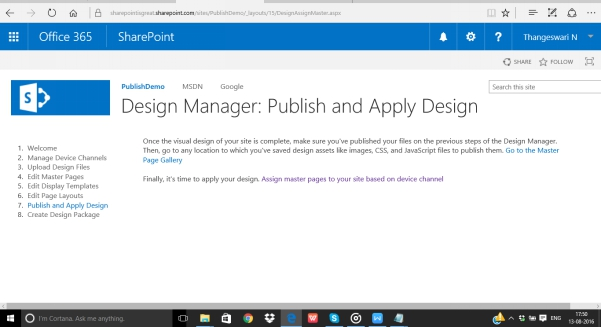 sharepointisgreat.sharepoint.com/sites/PublishDemo/_layouts/15/DesignAssignMaster.aspx
Office 365 SharePoint ? Thangeswari N
SHARE FOLLOW
S PublishDemo MSDN Google Search this site
Design Manager: Publish and Apply Design
Once the visual design of your site is complete, make sure you've published your files on the previous steps of the Design Manager.
Then, go to any location to which you've saved design assets like images, CSS, and JavaScript files to publish them. Go to the Master
Page Gallery
Finally, it's time to apply your design. Assign master pages to your site based on device channel
1. Welcome
2. Manage Device Channels
3. Upload Design Files
4. Edit Master Pages
5. Edit Display Templates
6. Edit Page Layouts
7. Publish and Apply Design
8. Create Design Package
I'm Cortana. Ask me anything.
ENG 17:50
13-08-2016